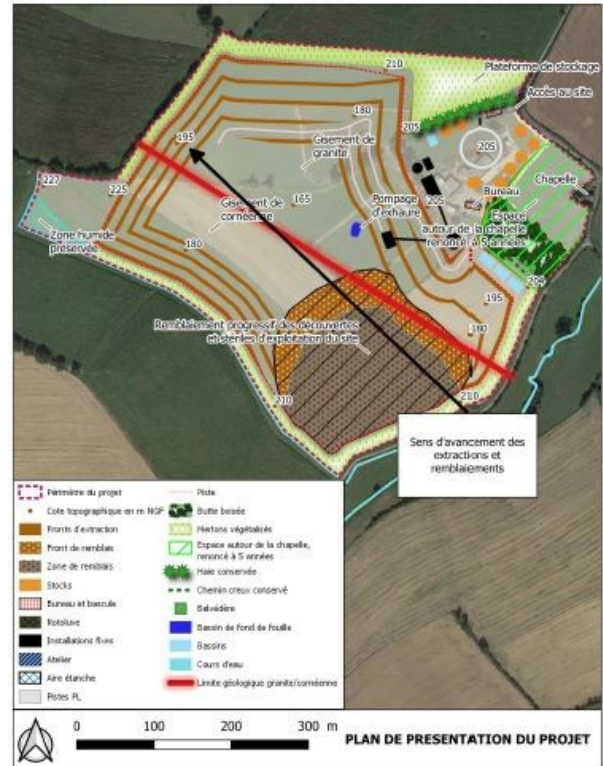 210
Plateforme de stockage
Accès au site
180
205
195
Gisement de
granite
205
Chapelle
227
225
165
Bureau
Gisement de
cornéenne
Pompage
d'exhaure
205
Espace
autour de la chapelle
renoncé à 5 années
Zone humide
préservée
180
204
195
Remblaiement progressif des découvertes
et stériles d'exploitation du site
180
210
210
Sens d'avancement des
extractions et
remblaiements
Périmètre du projet
Cote topographique en m NGF
Fronts d'extraction
Front de remblais
Zone de remblais
Stocks
Bureau et bascule
Rotoluve
Installations fixes
Atelier
Aire étanche
Pistes PL
Piste
Butte boisée
Merlons végétalisés
Espace autour de la chapelle,
renoncé à 5 années
Haie conservée
Chemin creux conservé
Belvédère
Bassin de fond de fouille
Bassins
Cours d'eau
Limite géologique granite/cornéenne
0 100 200 300 m
PLAN DE PRESENTATION DU PROJET